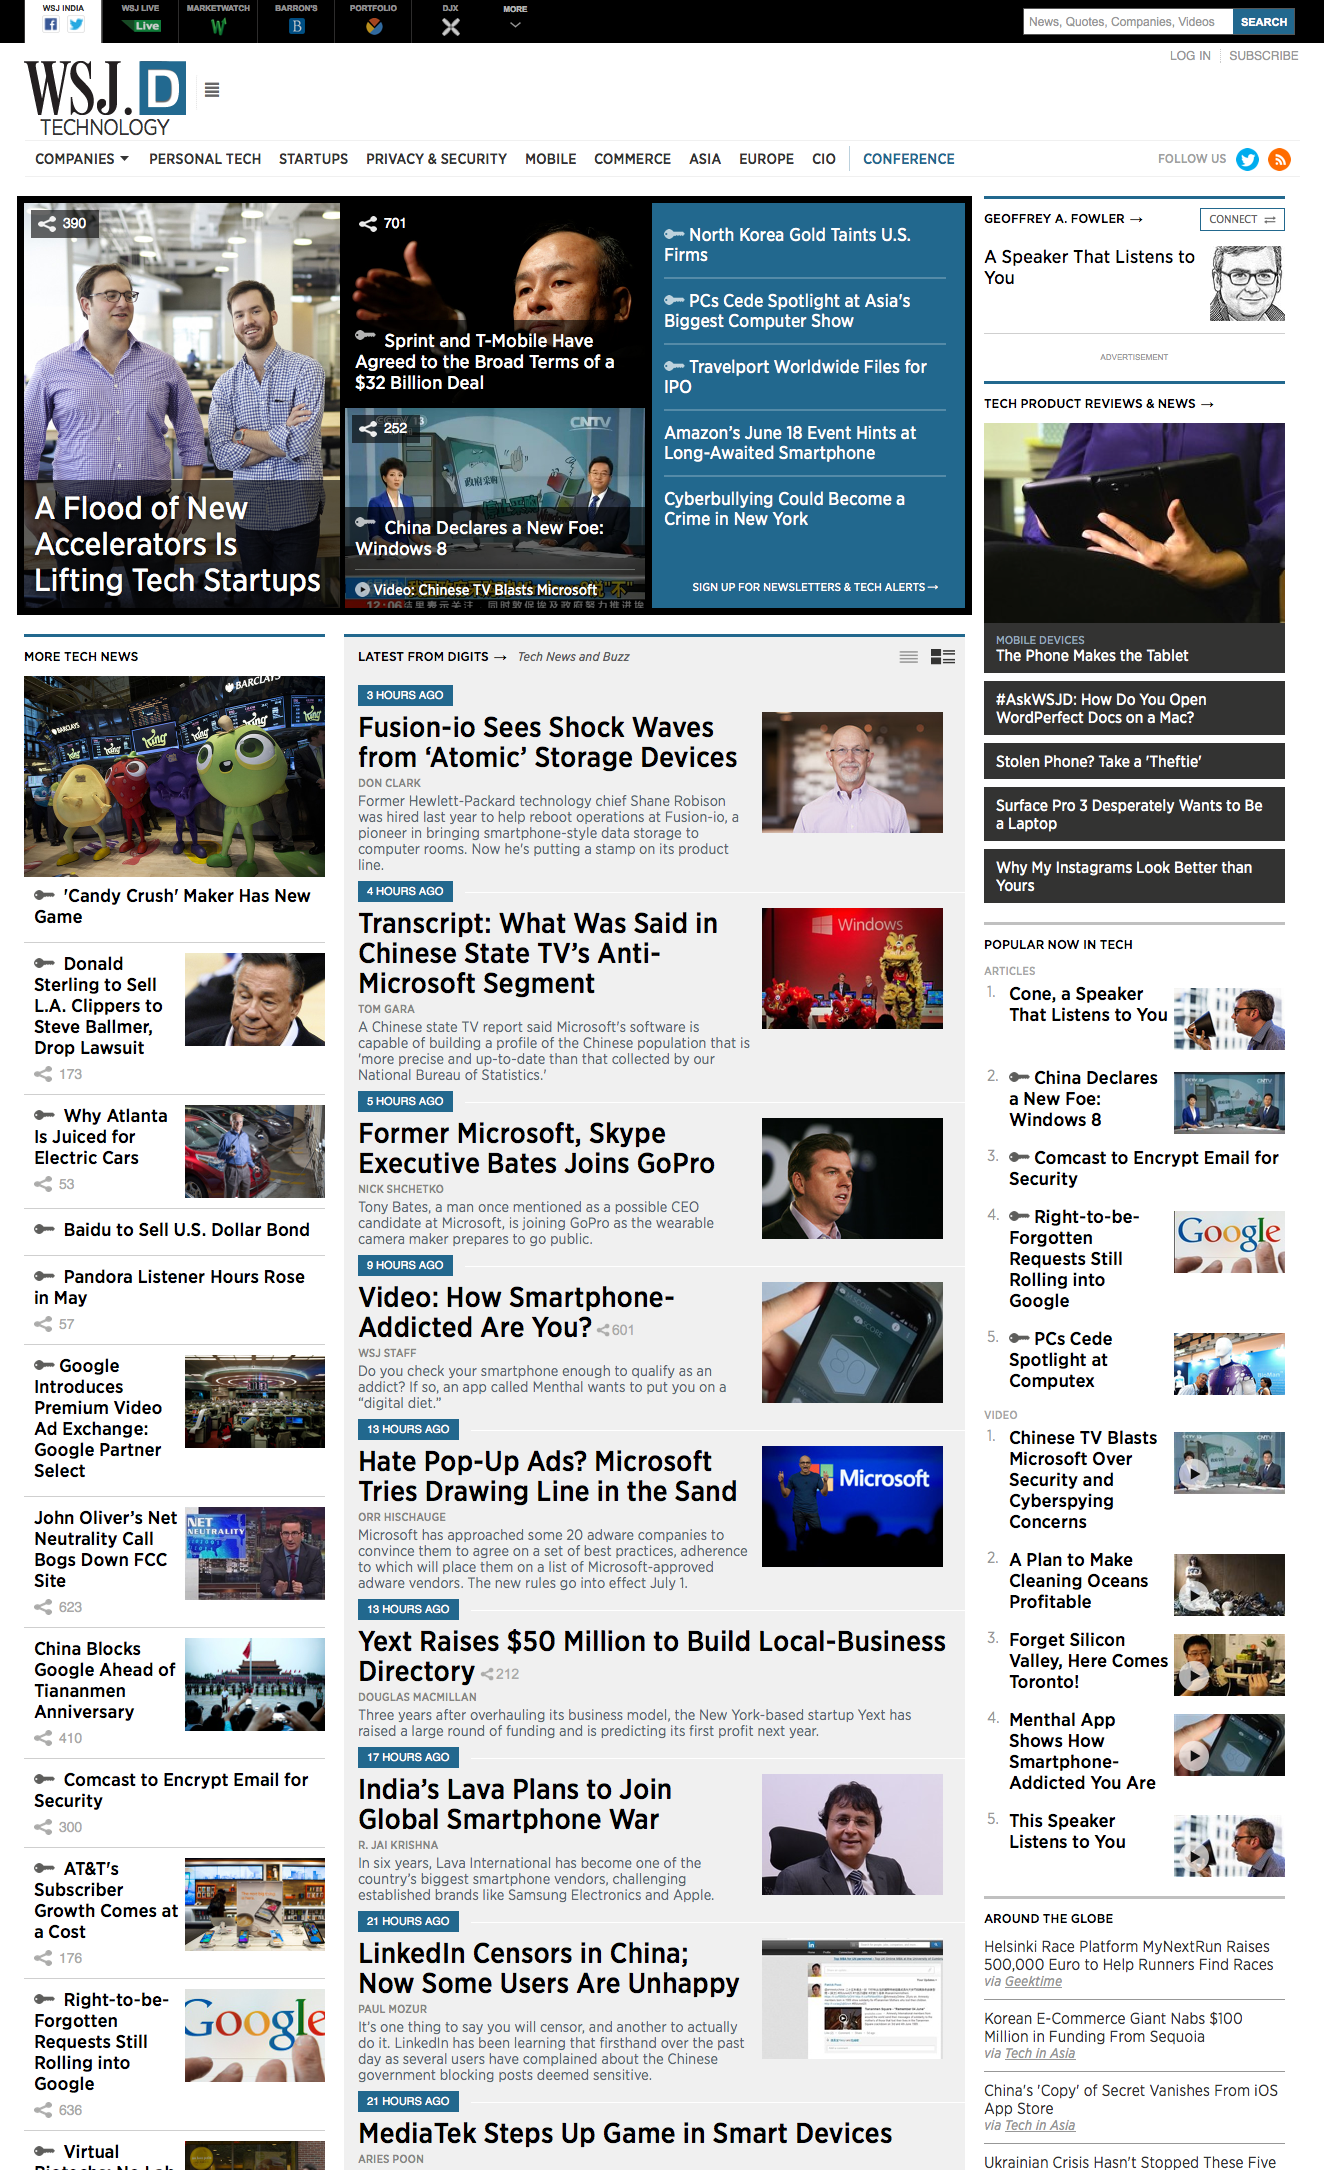 WSJ INDIA
WSJ LIVE
Live
MARKETWATCH
W
BARRON'S
B
PORTFOLIO
DJX
MORE
News, Quotes, Companies, Videos
SEARCH
LOG IN
SUBSCRIBE
WSJ.D
TECHNOLOGY
COMPANIES
PERSONAL TECH
STARTUPS
PRIVACY & SECURITY
MOBILE
COMMERCE
ASIA
EUROPE
CIO
CONFERENCE
FOLLOW US
390
A Flood of New
Accelerators Is
Lifting Tech Startups
701
Sprint and T-Mobile Have
Agreed to the Broad Terms of a
$32 Billion Deal
252
CNTV
政府采购
China Declares a New Foe:
Windows 8
Video: Chinese TV Blasts Microsoft
12:06
North Korea Gold Taints U.S.
Firms
PCs Cede Spotlight at Asia's
Biggest Computer Show
Travelport Worldwide Files for
IPO
Amazon's June 18 Event Hints at
Long-Awaited Smartphone
Cyberbullying Could Become a
Crime in New York
SIGN UP FOR NEWSLETTERS & TECH ALERTS →
GEOFFREY A. FOWLER →
CONNECT
A Speaker That Listens to
You
ADVERTISEMENT
TECH PRODUCT REVIEWS & NEWS →
MOBILE DEVICES
The Phone Makes the Tablet
#AskWSJD: How Do You Open
WordPerfect Docs on a Mac?
Stolen Phone? Take a 'Theftie'
Surface Pro 3 Desperately Wants to Be
a Laptop
Why My Instagrams Look Better than
Yours
MORE TECH NEWS
BARCLAYS
BARCLAYS
King
King
King
'Candy Crush' Maker Has New
Game
Donald
Sterling to Sell
L.A. Clippers to
Steve Ballmer,
Drop Lawsuit
173
Why Atlanta
Is Juiced for
Electric Cars
53
Baidu to Sell U.S. Dollar Bond
Pandora Listener Hours Rose
in May
57
Google
Introduces
Premium Video
Ad Exchange:
Google Partner
Select
John Oliver's Net
Neutrality Call
Bogs Down FCC
Site
NET
NEUTRALITY
623
China Blocks
Google Ahead of
Tiananmen
Anniversary
410
Comcast to Encrypt Email for
Security
300
AT&T's
Subscriber
Growth Comes at
a Cost
176
Right-to-be-
Forgotten
Requests Still
Rolling into
Google
Google
636
Virtual
LATEST FROM DIGITS →
Tech News and Buzz
3 HOURS AGO
Fusion-io Sees Shock Waves
from ‘Atomic’ Storage Devices
DON CLARK
Former Hewlett-Packard technology chief Shane Robison
was hired last year to help reboot operations at Fusion-io, a
pioneer in bringing smartphone-style data storage to
computer rooms. Now he's putting a stamp on its product
line.
4 HOURS AGO
Transcript: What Was Said in
Chinese State TV’s Anti-
Microsoft Segment
Windows
TOM GARA
A Chinese state TV report said Microsoft's software is
capable of building a profile of the Chinese population that is
'more precise and up-to-date than that collected by our
National Bureau of Statistics.'
5 HOURS AGO
Former Microsoft, Skype
Executive Bates Joins GoPro
NICK SHCHETKO
Tony Bates, a man once mentioned as a possible CEO
candidate at Microsoft, is joining GoPro as the wearable
camera maker prepares to go public.
9 HOURS AGO
Video: How Smartphone-
Addicted Are You?
601
SCORE
80
WSJ STAFF
Do you check your smartphone enough to qualify as an
addict? If so, an app called Menthal wants to put you on a
“digital diet.”
13 HOURS AGO
Hate Pop-Up Ads? Microsoft
Tries Drawing Line in the Sand
Microsoft
ORR HISCHAUGE
Microsoft has approached some 20 adware companies to
convince them to agree on a set of best practices, adherence
to which will place them on a list of Microsoft-approved
adware vendors. The new rules go into effect July 1.
13 HOURS AGO
Yext Raises $50 Million to Build Local-Business
Directory
212
DOUGLAS MACMILLAN
Three years after overhauling its business model, the New York-based startup Yext has
raised a large round of funding and is predicting its first profit next year.
17 HOURS AGO
India’s Lava Plans to Join
Global Smartphone War
R. JAI KRISHNA
In six years, Lava International has become one of the
country’s biggest smartphone vendors, challenging
established brands like Samsung Electronics and Apple.
21 HOURS AGO
LinkedIn Censors in China;
Now Some Users Are Unhappy
PAUL MOZUR
It's one thing to say you will censor, and another to actually
do it. LinkedIn has been learning that firsthand over the past
day as several users have complained about the Chinese
government blocking posts deemed sensitive.
21 HOURS AGO
MediaTek Steps Up Game in Smart Devices
ARIES POON
POPULAR NOW IN TECH
ARTICLES
1. Cone, a Speaker
That Listens to You
2. China Declares
a New Foe:
Windows 8
3. Comcast to Encrypt Email for
Security
4. Right-to-be-
Forgotten
Requests Still
Rolling into
Google
Google
5. PCs Cede
Spotlight at
Computex
VIDEO
1. Chinese TV Blasts
Microsoft Over
Security and
Cyberspying
Concerns
2. A Plan to Make
Cleaning Oceans
Profitable
3. Forget Silicon
Valley, Here Comes
Toronto!
4. Menthal App
Shows How
Smartphone-
Addicted You Are
5. This Speaker
Listens to You
AROUND THE GLOBE
Helsinki Race Platform MyNextRun Raises
500,000 Euro to Help Runners Find Races
via Geektime
Korean E-Commerce Giant Nabs $100
Million in Funding From Sequoia
via Tech in Asia
China's 'Copy' of Secret Vanishes From iOS
App Store
via Tech in Asia
Ukrainian Crisis Hasn't Stopped These Five